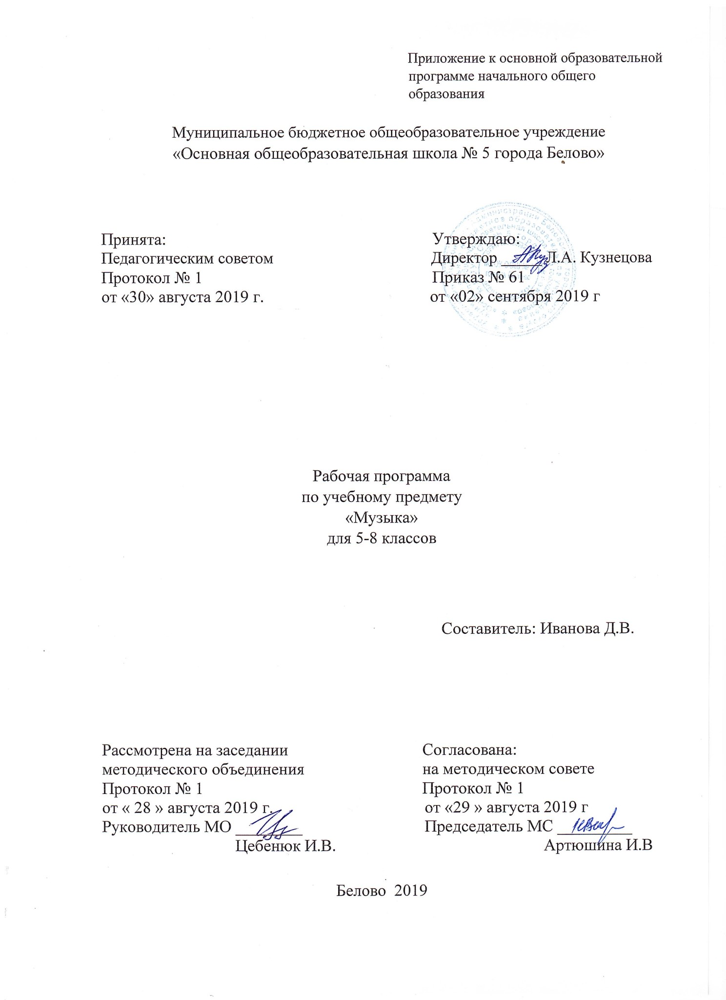 Приложение к основной образовательной
программе начального общего
образования
Муниципальное бюджетное общеобразовательное учреждение
«Основная общеобразовательная школа № 5 города Белово»
Принята:
Педагогическим советом
Протокол № 1
от «30» августа 2019 г.
Утверждаю:
Директор _____ Л.А. Кузнецова
Приказ № 61
от «02» сентября 2019 г
Рабочая программа
по учебному предмету
«Музыка»
для 5-8 классов
Составитель: Иванова Д.В.
Рассмотрена на заседании
методического объединения
Протокол № 1
от « 28 » августа 2019 г.
Руководитель МО ________
Цебенюк И.В.
Согласована:
на методическом совете
Протокол № 1
от «29 » августа 2019 г
Председатель МС _________
Артюшина И.В
Белово 2019